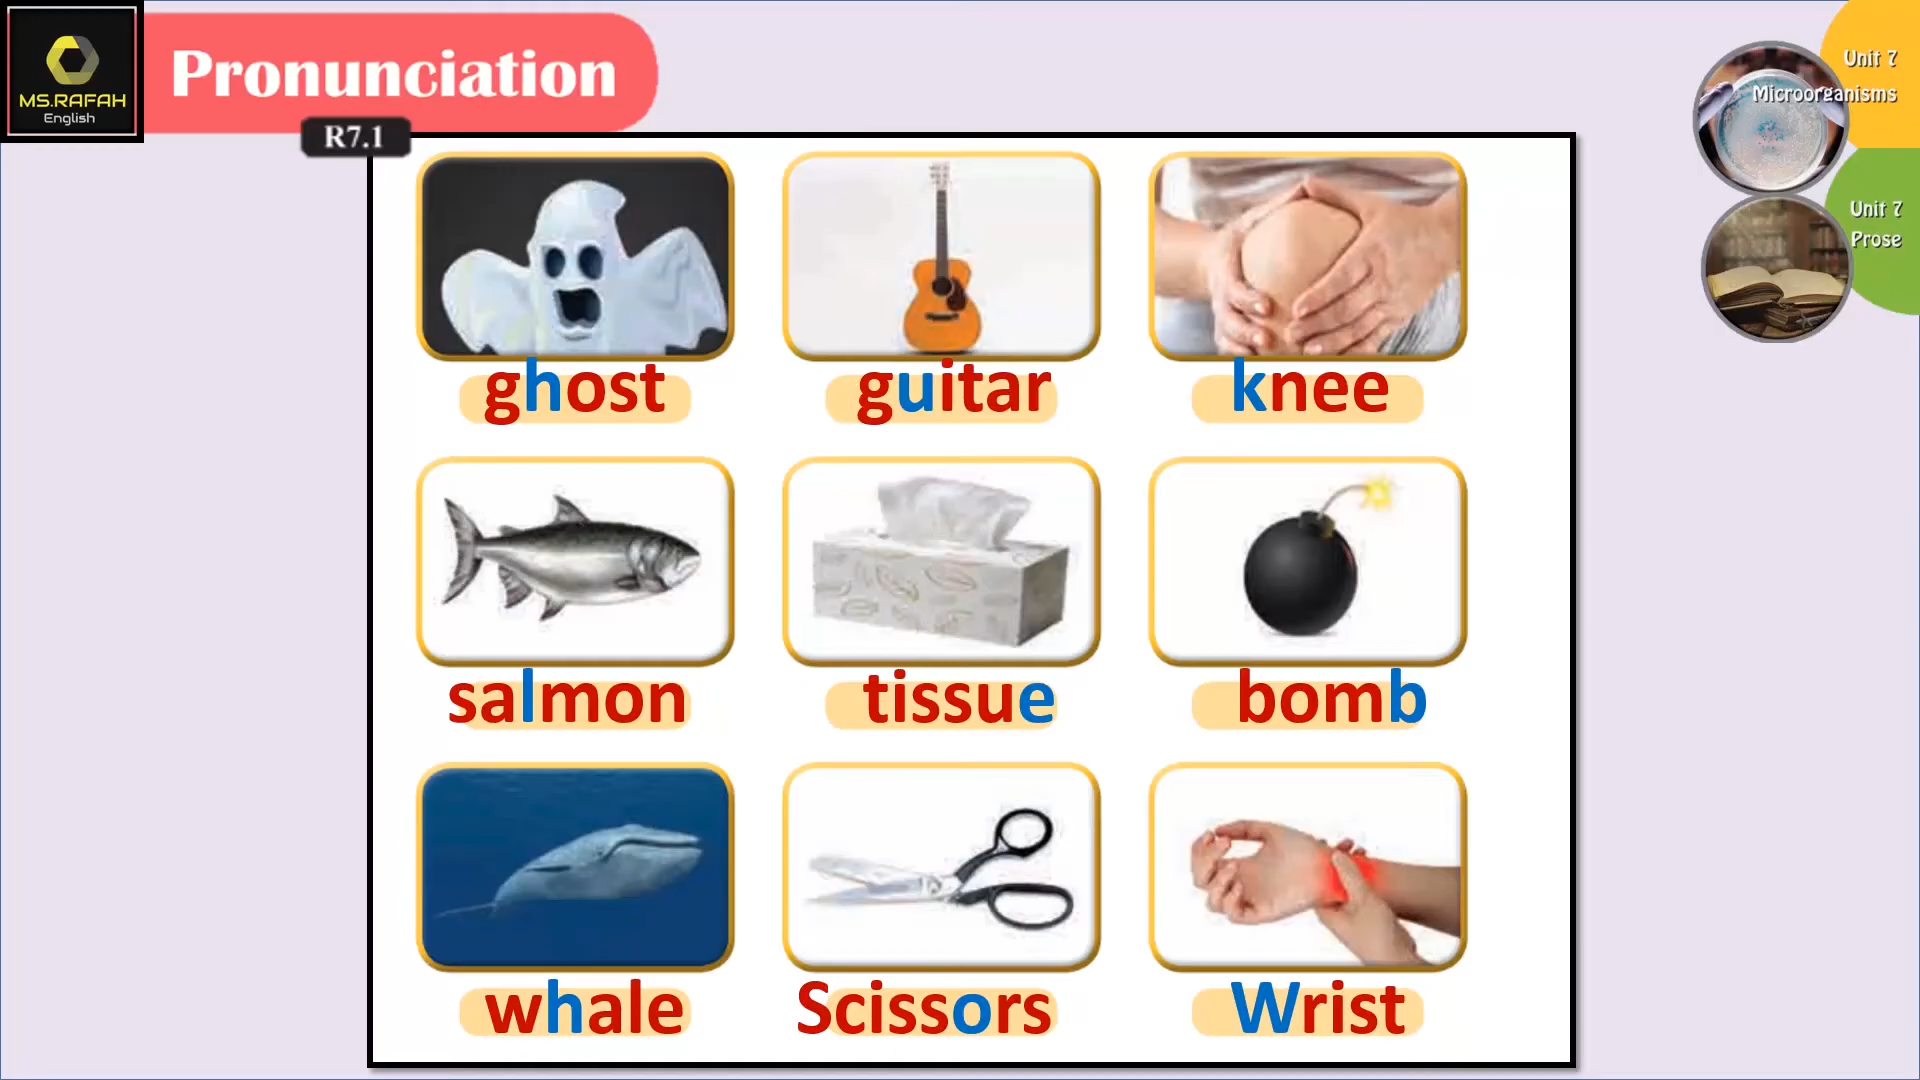 MS.RAFAH
English
Pronunciation
R7.1
Unit 7
Microorganisms
Unit 7
Prose
ghost
guitar
knee
salmon
tissue
bomb
whale
Scissors
Wrist